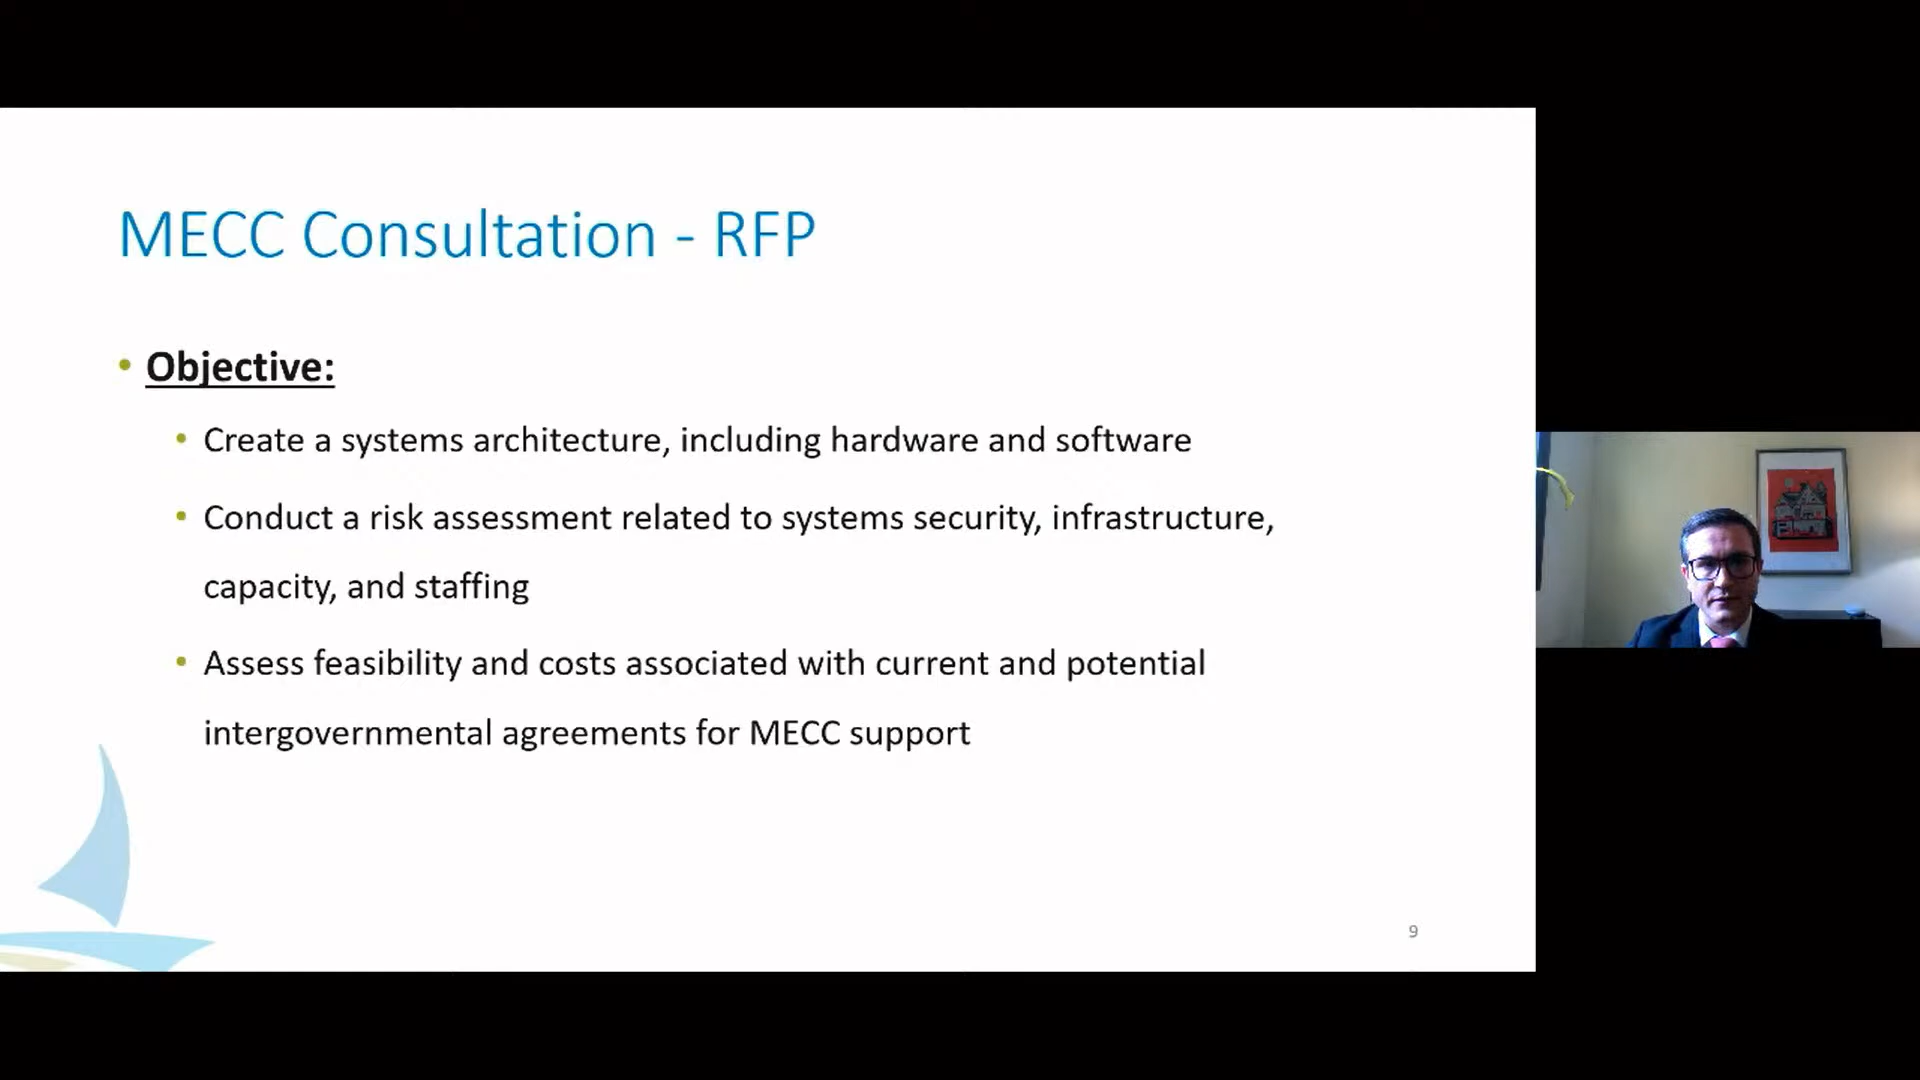 MECC Consultation - RFP
• Objective:
• Create a systems architecture, including hardware and software
• Conduct a risk assessment related to systems security, infrastructure,
capacity, and staffing
• Assess feasibility and costs associated with current and potential
intergovernmental agreements for MECC support
9